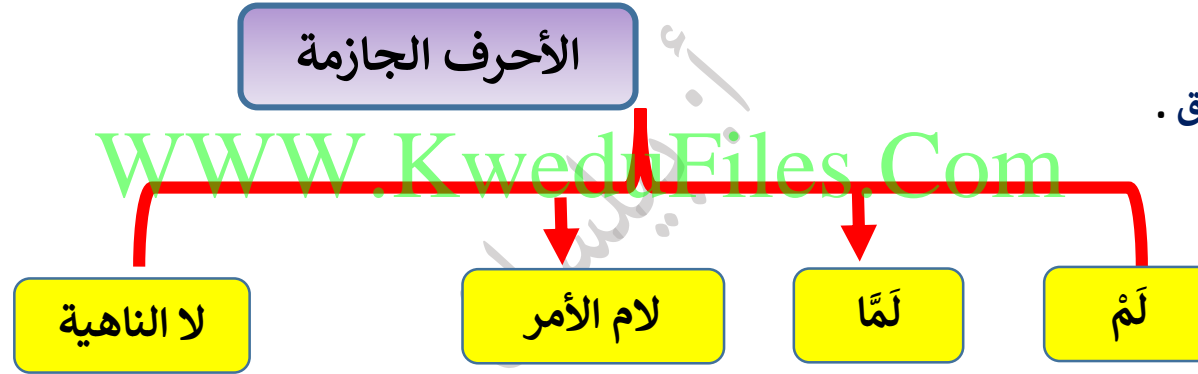 الأحرف الجازمة
ق .
WWW.KweduFiles.Com
لَمْ
لَمَّا
لام الأمر
لا الناهية